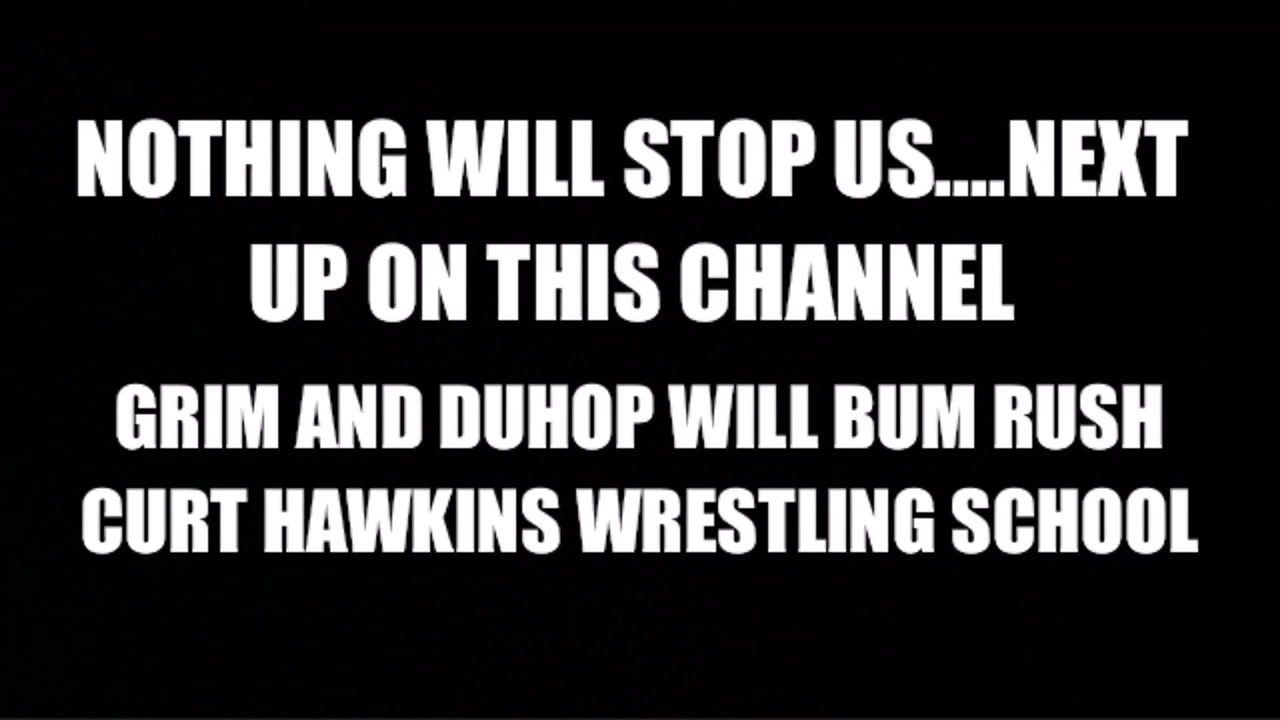 NOTHING WILL STOP US....NEXT
UP ON THIS CHANNEL
GRIM AND DUHOP WILL BUM RUSH
CURT HAWKINS WRESTLING SCHOOL